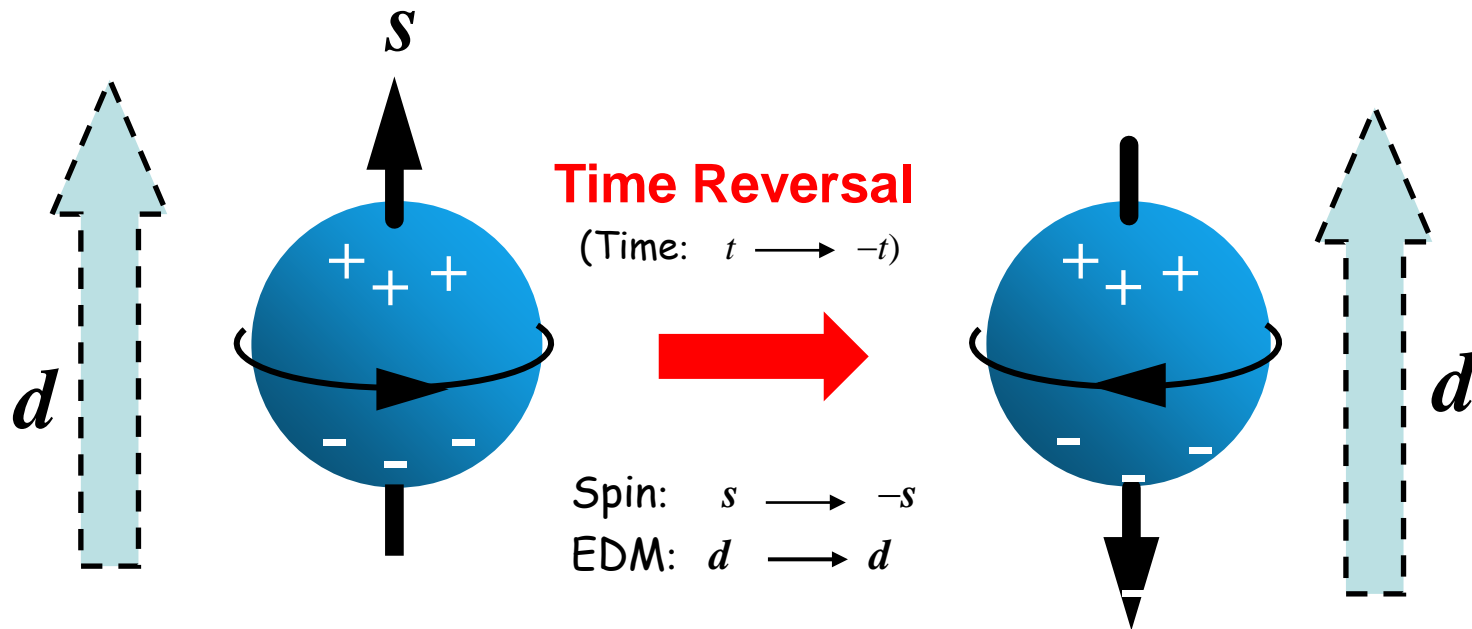 s
Time Reversal
(Time: t ⟶ −t)
+ + +
+ + +
d
d
- - -
- - -
-
Spin: s ⟶ −s
EDM: d ⟶ d